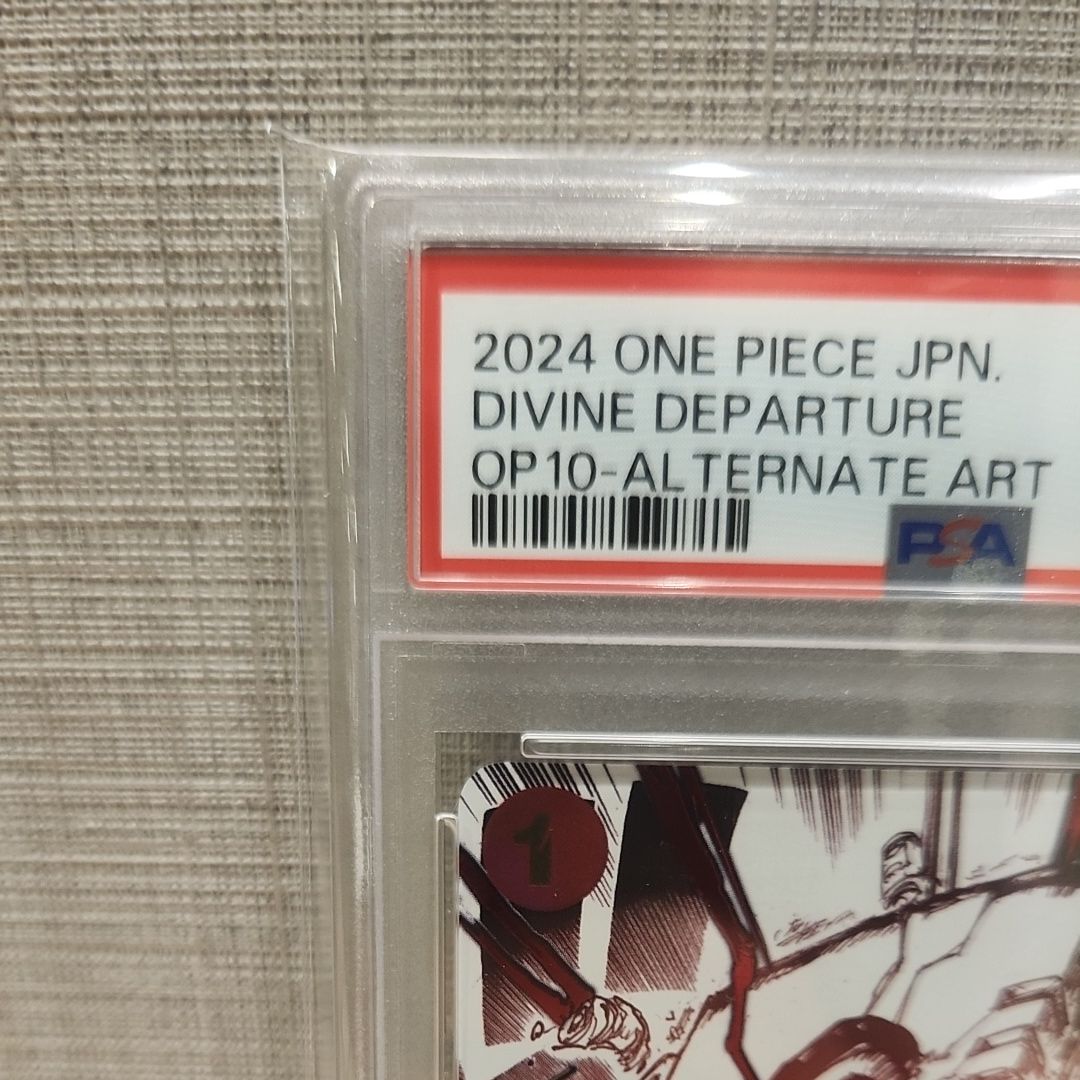 2024 ONE PIECE JPN.
DIVINE DEPARTURE
OP10-ALTERNATE ART
PSA
1